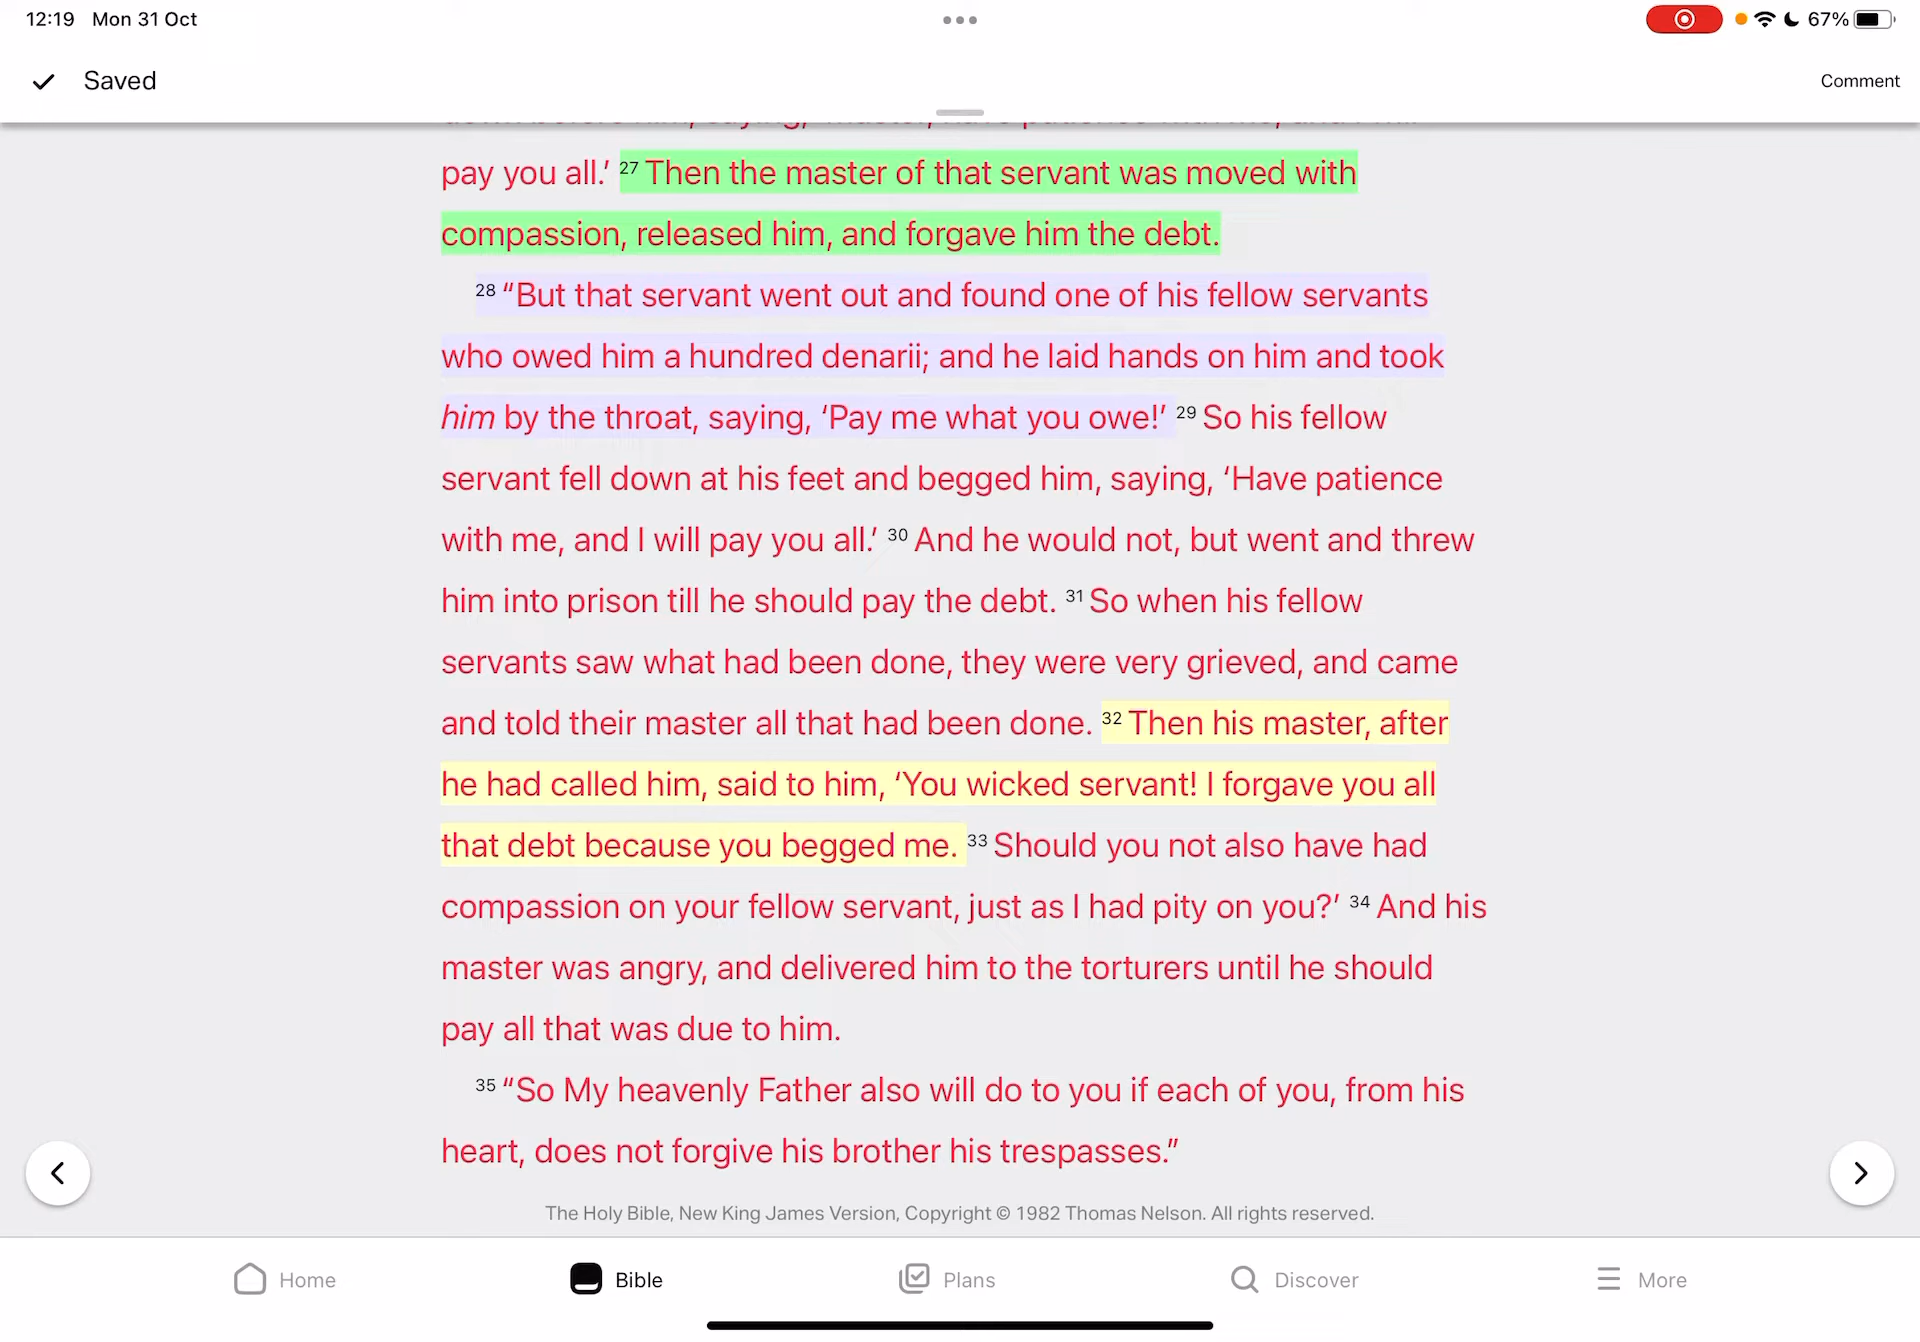 12:19 Mon 31 Oct
67%
Saved
Comment
pay you all.’ 27 Then the master of that servant was moved with
compassion, released him, and forgave him the debt.
28 “But that servant went out and found one of his fellow servants
who owed him a hundred denarii; and he laid hands on him and took
him by the throat, saying, ‘Pay me what you owe!’ 29 So his fellow
servant fell down at his feet and begged him, saying, ‘Have patience
with me, and I will pay you all.’ 30 And he would not, but went and threw
him into prison till he should pay the debt. 31 So when his fellow
servants saw what had been done, they were very grieved, and came
and told their master all that had been done. 32 Then his master, after
he had called him, said to him, ‘You wicked servant! I forgave you all
that debt because you begged me. 33 Should you not also have had
compassion on your fellow servant, just as I had pity on you?’ 34 And his
master was angry, and delivered him to the torturers until he should
pay all that was due to him.
35 “So My heavenly Father also will do to you if each of you, from his
heart, does not forgive his brother his trespasses.”
The Holy Bible, New King James Version, Copyright © 1982 Thomas Nelson. All rights reserved.
Home Bible Plans Discover More